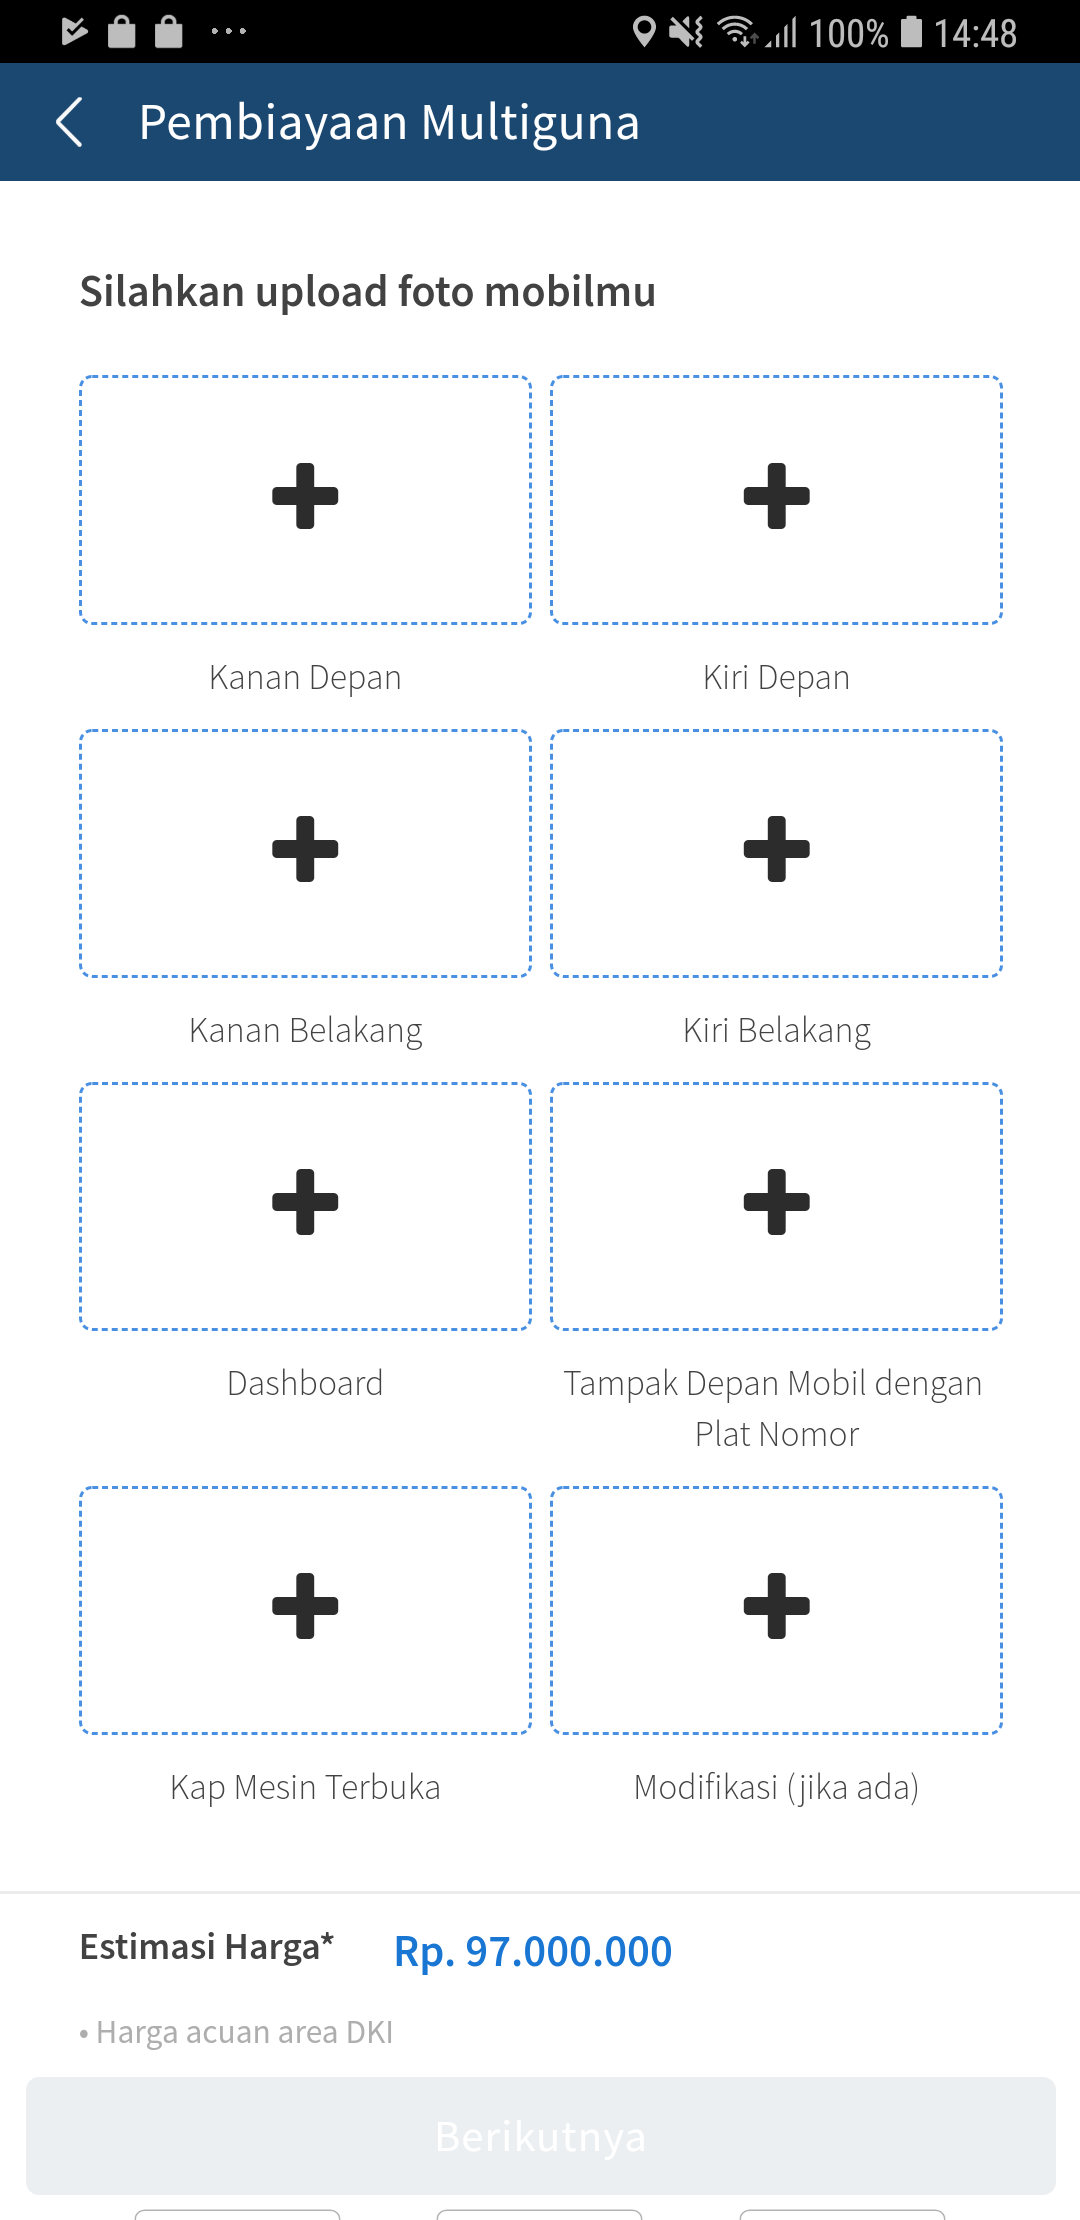 100% 14:48
Pembiayaan Multiguna
Silahkan upload foto mobilmu
Kanan Depan
Kiri Depan
Kanan Belakang
Kiri Belakang
Dashboard
Tampak Depan Mobil dengan
Plat Nomor
Kap Mesin Terbuka
Modifikasi (jika ada)
Estimasi Harga* Rp. 97.000.000
• Harga acuan area DKI
Berikutnya